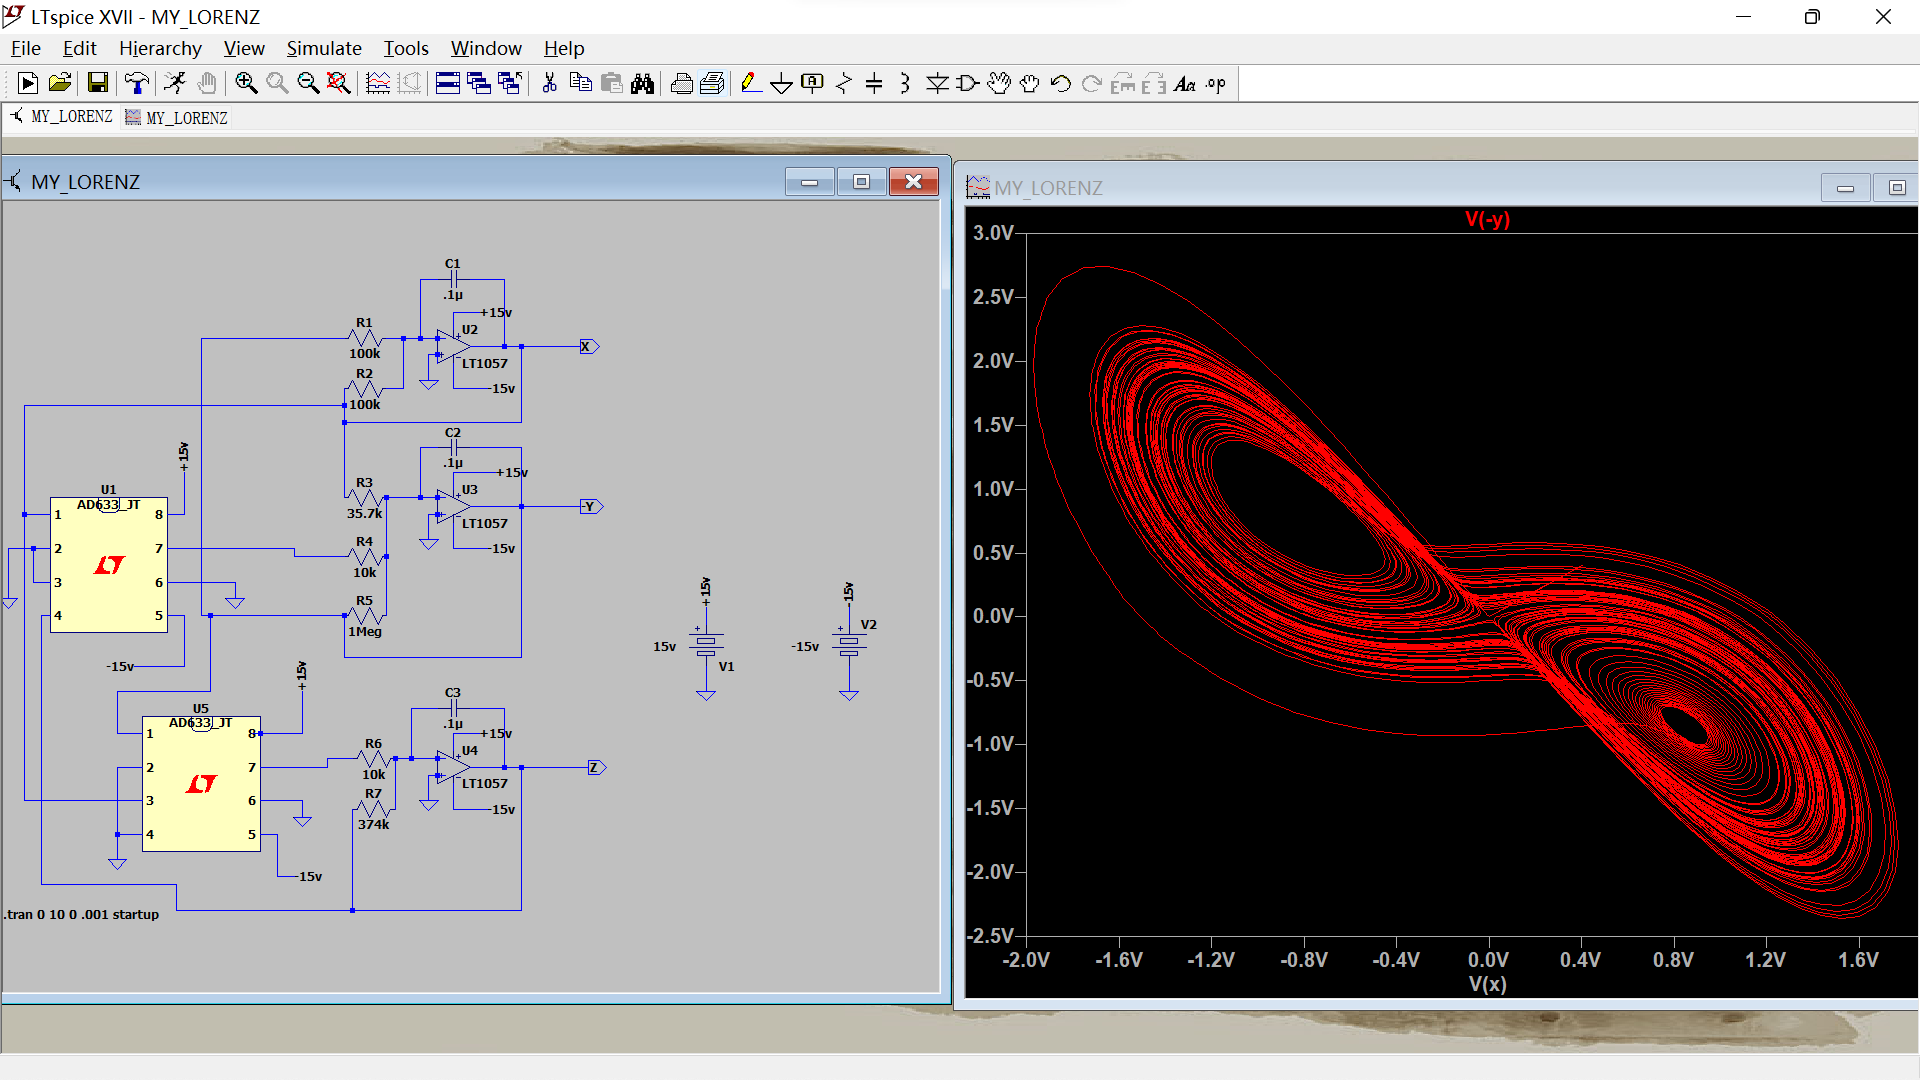 LTspice XVII - MY_LORENZ
File Edit Hierarchy View Simulate Tools Window Help
MY_LORENZ MY_LORENZ
MY_LORENZ
C1
.1µ
+15v
R1
100k
U2
LT1057
X
R2
100k
-15v
C2
.1µ
+15v
R3
35.7k
U3
LT1057
-Y
-15v
R4
10k
R5
1Meg
U1
AD633_JT
1
2
3
4
8
7
6
5
+15v
-15v
+15v
15v
V1
-15v
-15v
V2
U5
AD633_JT
1
2
3
4
8
7
6
5
+15v
-15v
C3
.1µ
+15v
R6
10k
U4
LT1057
Z
R7
374k
-15v
.tran 0 10 0 .001 startup
MY_LORENZ
V(-y)
3.0V
2.5V
2.0V
1.5V
1.0V
0.5V
0.0V
-0.5V
-1.0V
-1.5V
-2.0V
-2.5V
-2.0V -1.6V -1.2V -0.8V -0.4V 0.0V 0.4V 0.8V 1.2V 1.6V
V(x)